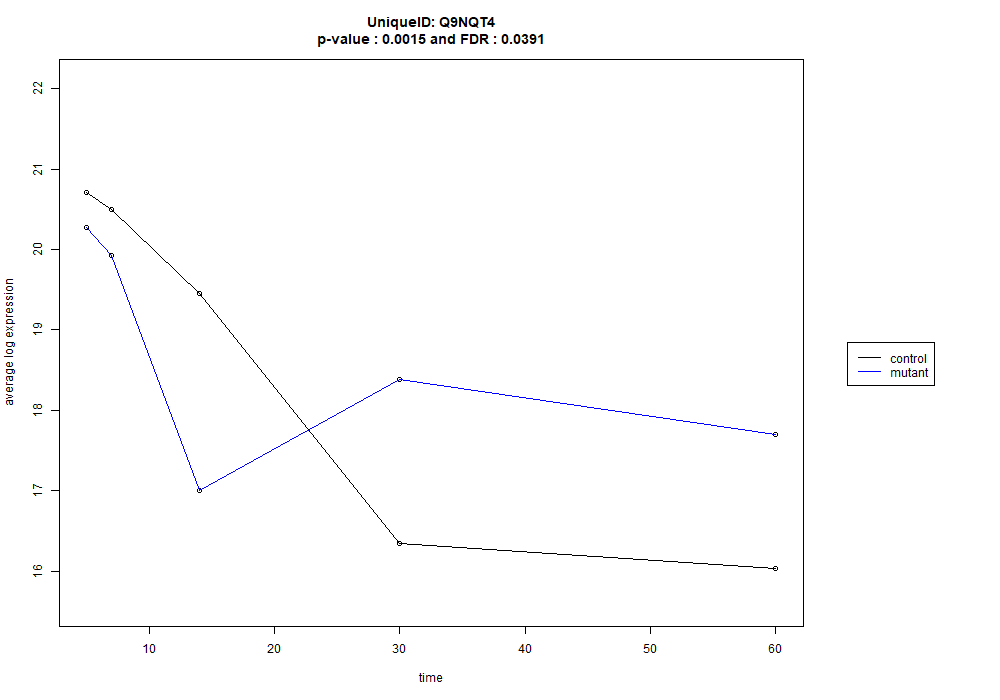 UniqueID: Q9NQT4
p-value : 0.0015 and FDR : 0.0391
22
21
20
19
18
17
16
average log expression
10 20 30 40 50 60
time
control
mutant